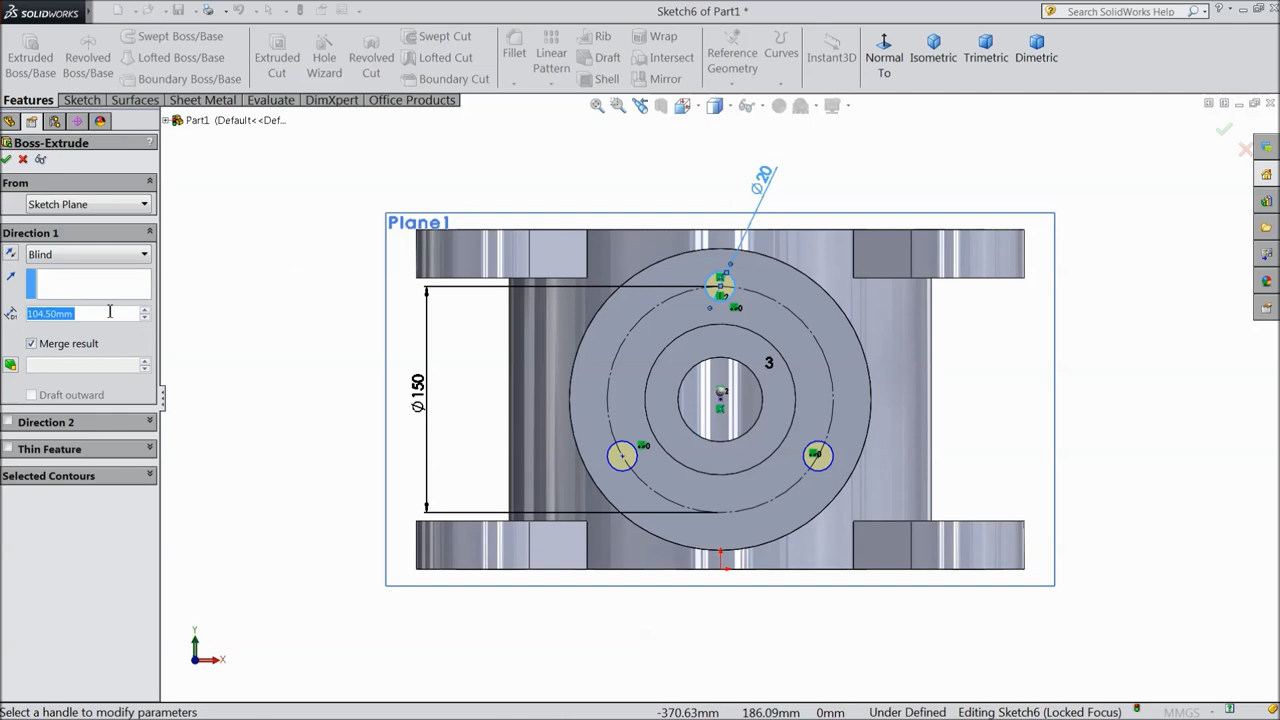 SOLIDWORKS
Sketch6 of Part1 *
Search SolidWorks Help
Extruded Boss/Base
Revolved Boss/Base
Swept Boss/Base
Lofted Boss/Base
Boundary Boss/Base
Extruded Cut
Hole Wizard
Revolved Cut
Swept Cut
Lofted Cut
Boundary Cut
Fillet
Linear Pattern
Rib
Draft
Shell
Wrap
Intersect
Mirror
Reference Geometry
Curves
Instant3D
Normal To
Isometric
Trimetric
Dimetric
Features Sketch Surfaces Sheet Metal Evaluate DimXpert Office Products
Part1 (Default<<Def...
Boss-Extrude
?
From
Sketch Plane
Direction 1
Blind
104.50mm
Merge result
Draft outward
Direction 2
Thin Feature
Selected Contours
Plane1
⌀20
⌀150
3
Y
X
Select a handle to modify parameters
-370.63mm 186.09mm 0mm Under Defined Editing Sketch6 (Locked Focus) MMGS